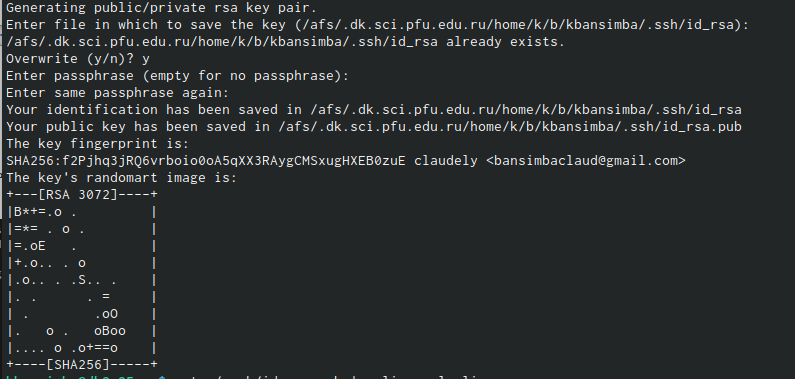 Generating public/private rsa key pair.
Enter file in which to save the key (/afs/.dk.sci.pfu.edu.ru/home/k/b/kbansimba/.ssh/id_rsa):
/afs/.dk.sci.pfu.edu.ru/home/k/b/kbansimba/.ssh/id_rsa already exists.
Overwrite (y/n)? y
Enter passphrase (empty for no passphrase):
Enter same passphrase again:
Your identification has been saved in /afs/.dk.sci.pfu.edu.ru/home/k/b/kbansimba/.ssh/id_rsa
Your public key has been saved in /afs/.dk.sci.pfu.edu.ru/home/k/b/kbansimba/.ssh/id_rsa.pub
The key fingerprint is:
SHA256:f2Pjhq3jRQ6vrboio0oA5qXX3RAygCMSxugHXEB0zuE claudely <bansimbaclaud@gmail.com>
The key's randomart image is:
+---[RSA 3072]----+
|B*+=.o .         |
|=*= . o .        |
|=.oE   .         |
|+.o.. . o        |
|.o.. . .S.. .    |
|. .      . =     |
| .        .oO    |
|.   o .   oBoo   |
|.... o .o+==o    |
+----[SHA256]-----+